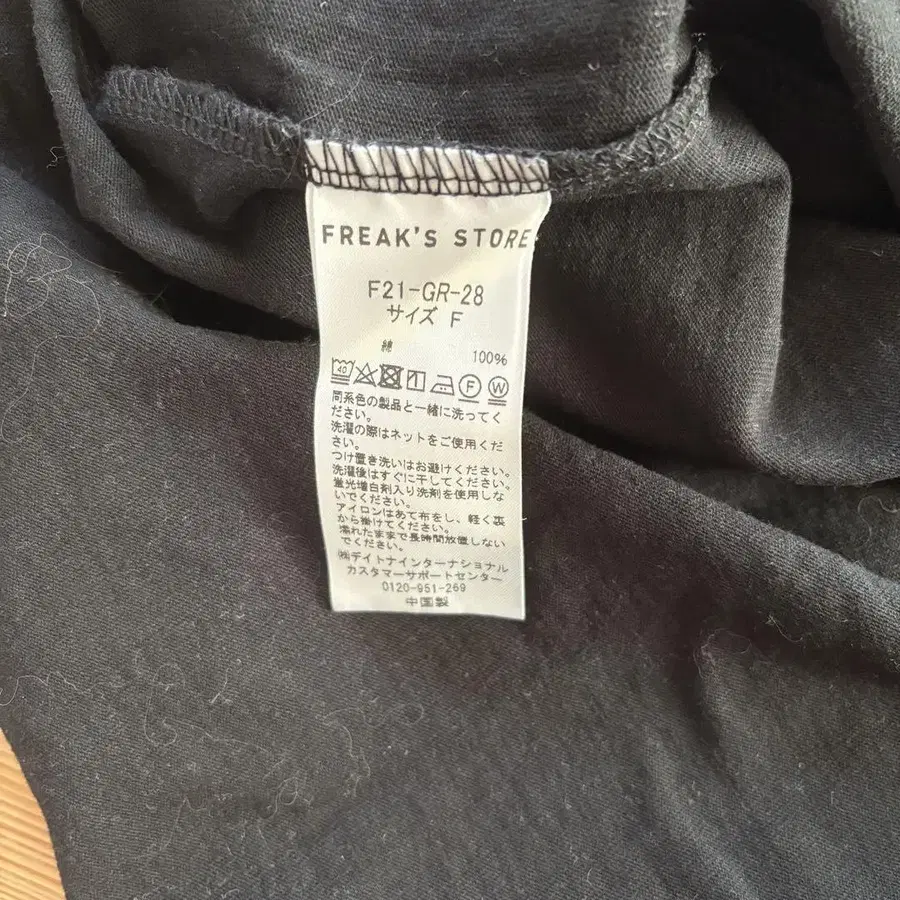 FREAK'S STORE
F21-GR-28
サイズ F
綿 100%
40 F W
同系色の製品と一緒に洗ってく
ださい。
洗濯の際はネットをご使用くだ
さい。
つけ置き洗いはお避けください。
洗濯後はすぐに干してください。
蛍光増白剤入り洗剤を使用しな
いでください。
アイロンはあて布をし、軽く裏
から掛けてください。
濡れたままで長時間放置しない
でください。
㈱デイトナインターナショナル
カスタマーサポートセンター
0120-951-269
中国製